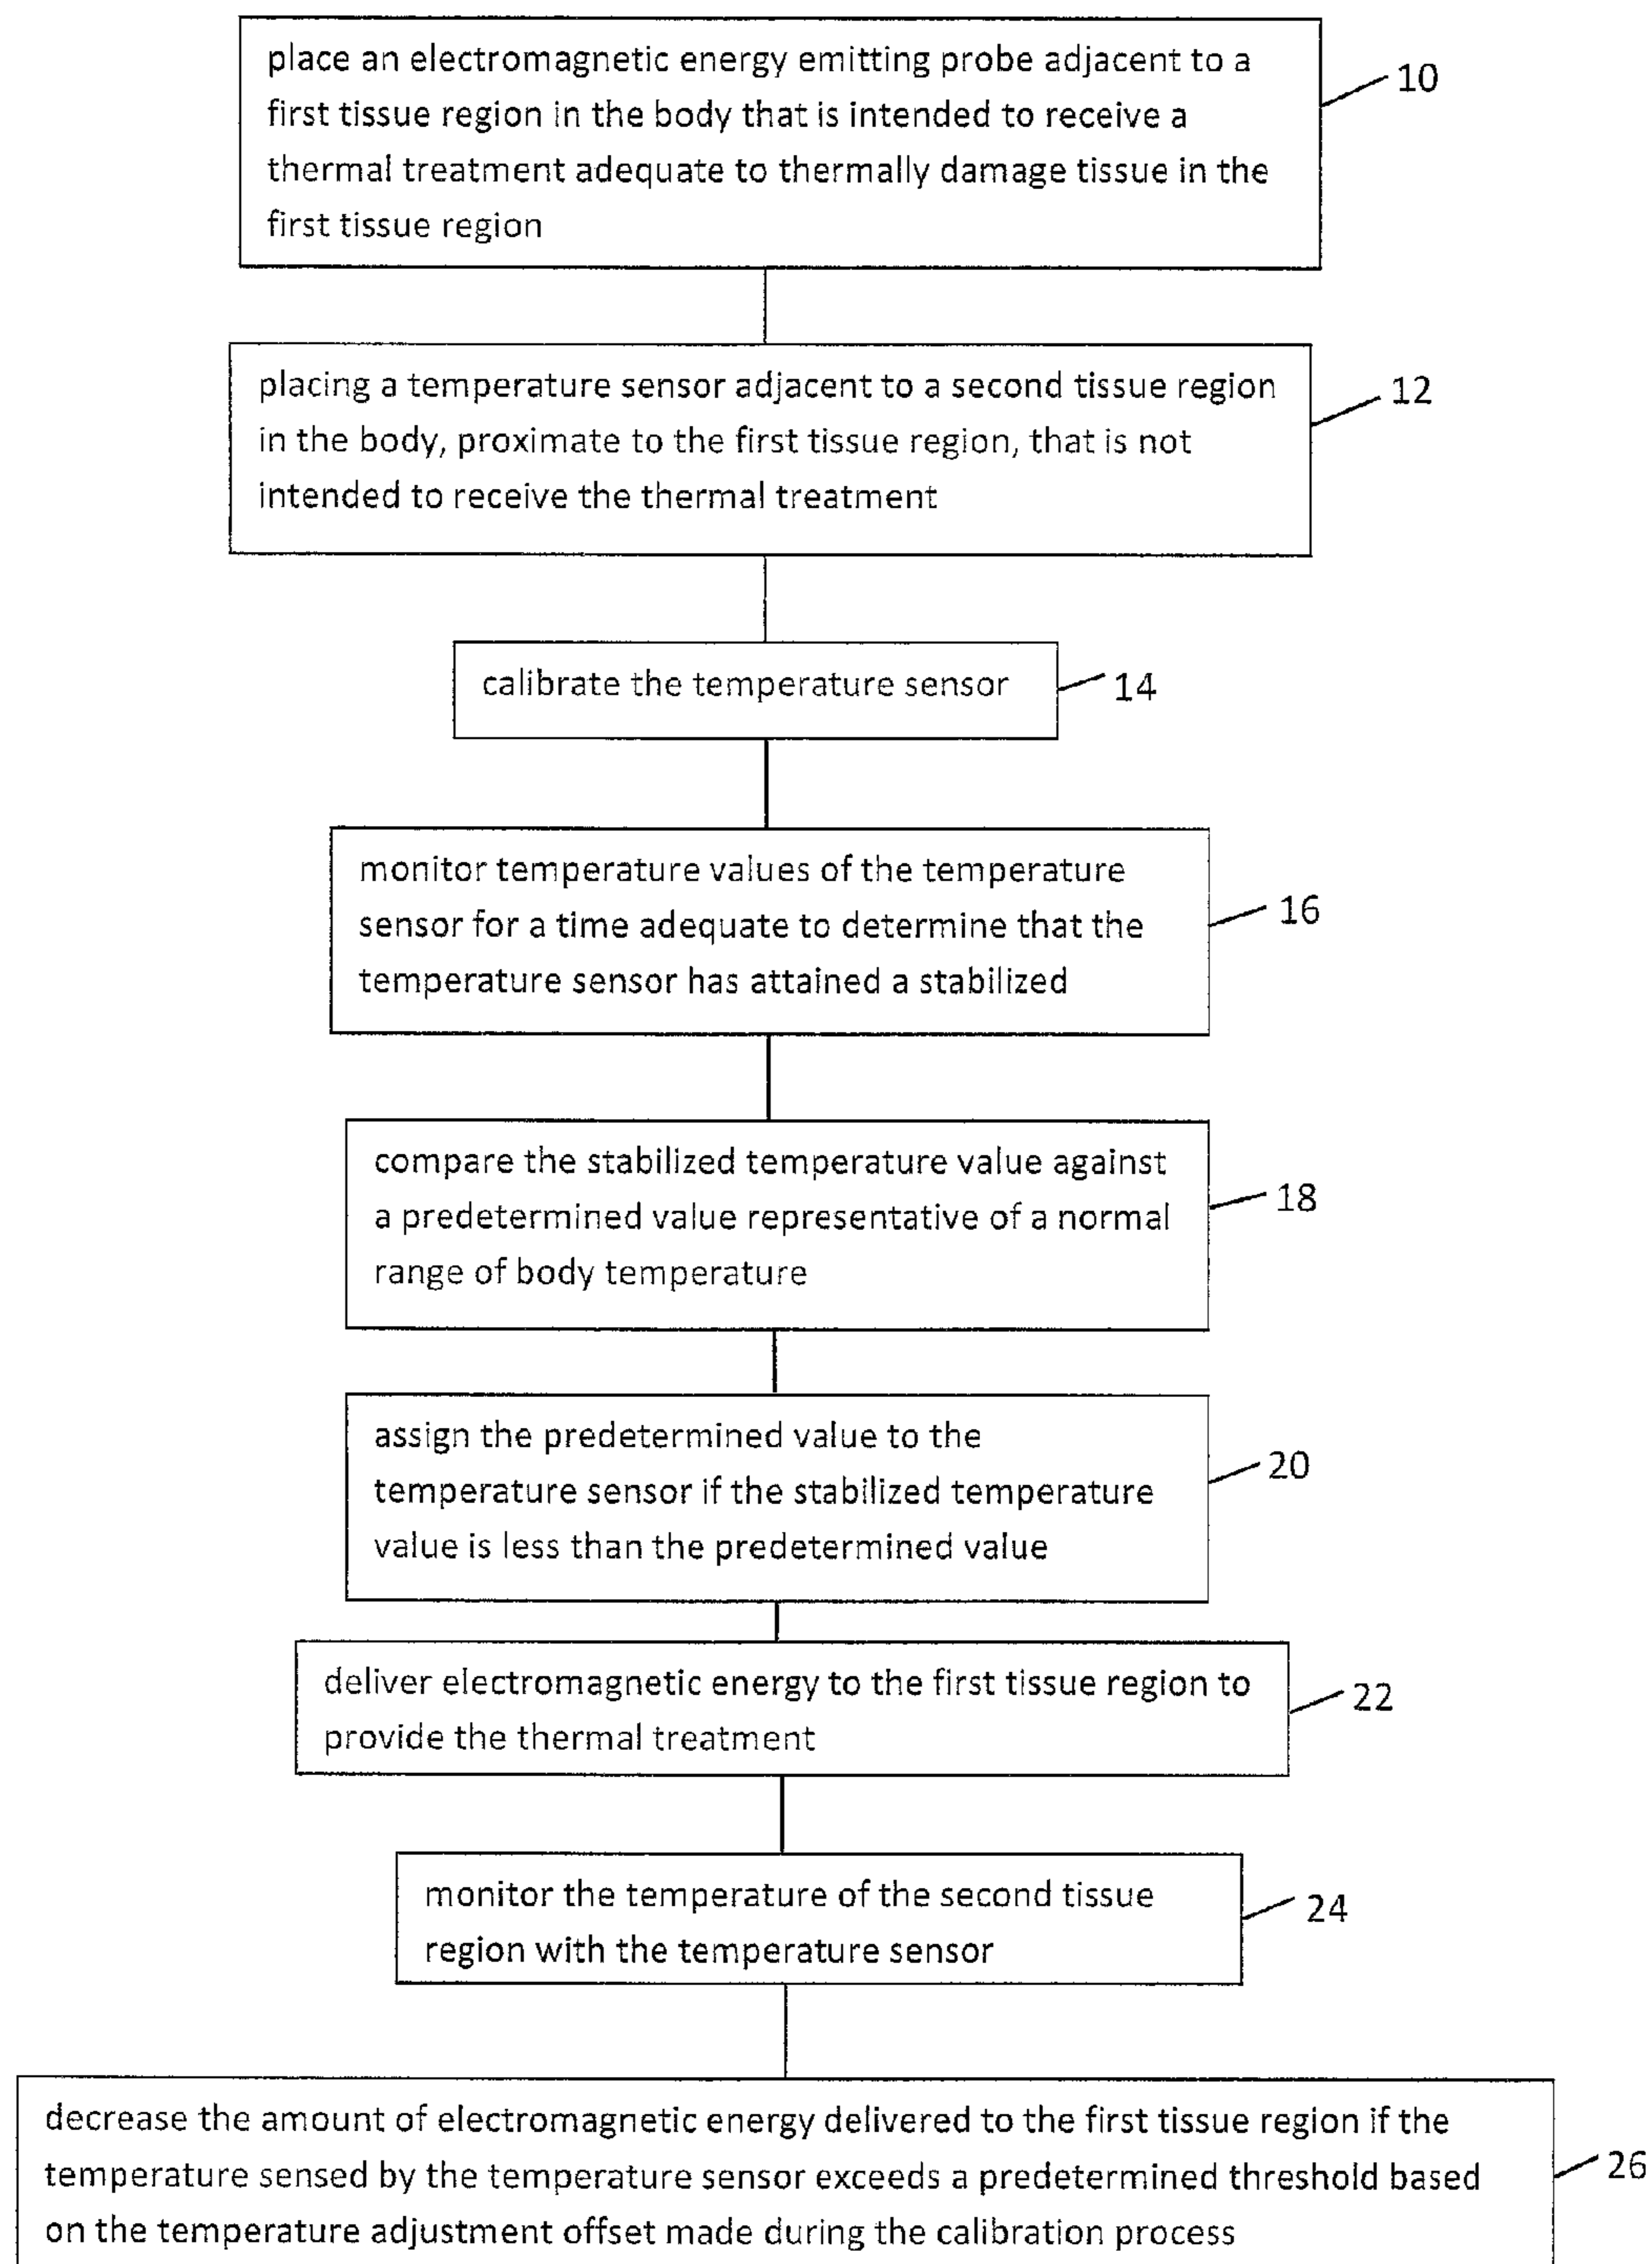 place an electromagnetic energy emitting probe adjacent to a
first tissue region in the body that is intended to receive a
thermal treatment adequate to thermally damage tissue in the
first tissue region
10
placing a temperature sensor adjacent to a second tissue region
in the body, proximate to the first tissue region, that is not
intended to receive the thermal treatment
12
calibrate the temperature sensor
14
monitor temperature values of the temperature
sensor for a time adequate to determine that the
temperature sensor has attained a stabilized
16
compare the stabilized temperature value against
a predetermined value representative of a normal
range of body temperature
18
assign the predetermined value to the
temperature sensor if the stabilized temperature
value is less than the predetermined value
20
deliver electromagnetic energy to the first tissue region to
provide the thermal treatment
22
monitor the temperature of the second tissue
region with the temperature sensor
24
decrease the amount of electromagnetic energy delivered to the first tissue region if the
temperature sensed by the temperature sensor exceeds a predetermined threshold based
on the temperature adjustment offset made during the calibration process
26